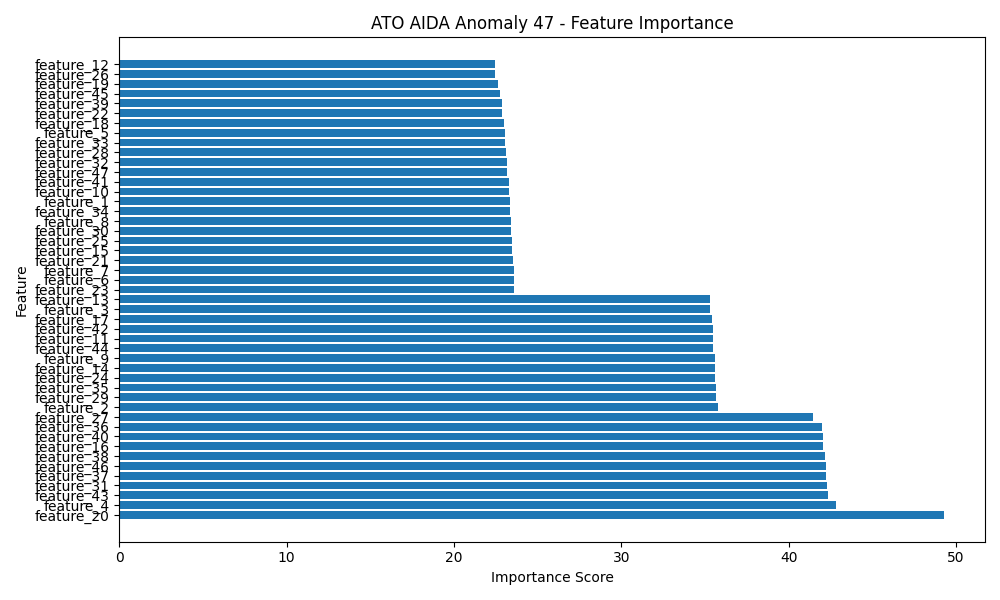 ATO AIDA Anomaly 47 - Feature Importance
feature_12
feature_26
feature_19
feature_45
feature_39
feature_22
feature_18
feature_5
feature_33
feature_28
feature_32
feature_47
feature_41
feature_10
feature_1
feature_34
feature_8
feature_30
feature_25
feature_15
feature_21
feature_7
feature_6
feature_23
feature_13
feature_3
feature_17
feature_42
feature_11
feature_44
feature_9
feature_14
feature_24
feature_35
feature_29
feature_2
feature_27
feature_36
feature_40
feature_16
feature_38
feature_46
feature_37
feature_31
feature_43
feature_4
feature_20
Feature
0 10 20 30 40 50
Importance Score